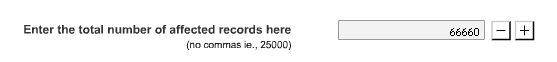 Enter the total number of affected records here 66660 − +
(no commas ie., 25000)